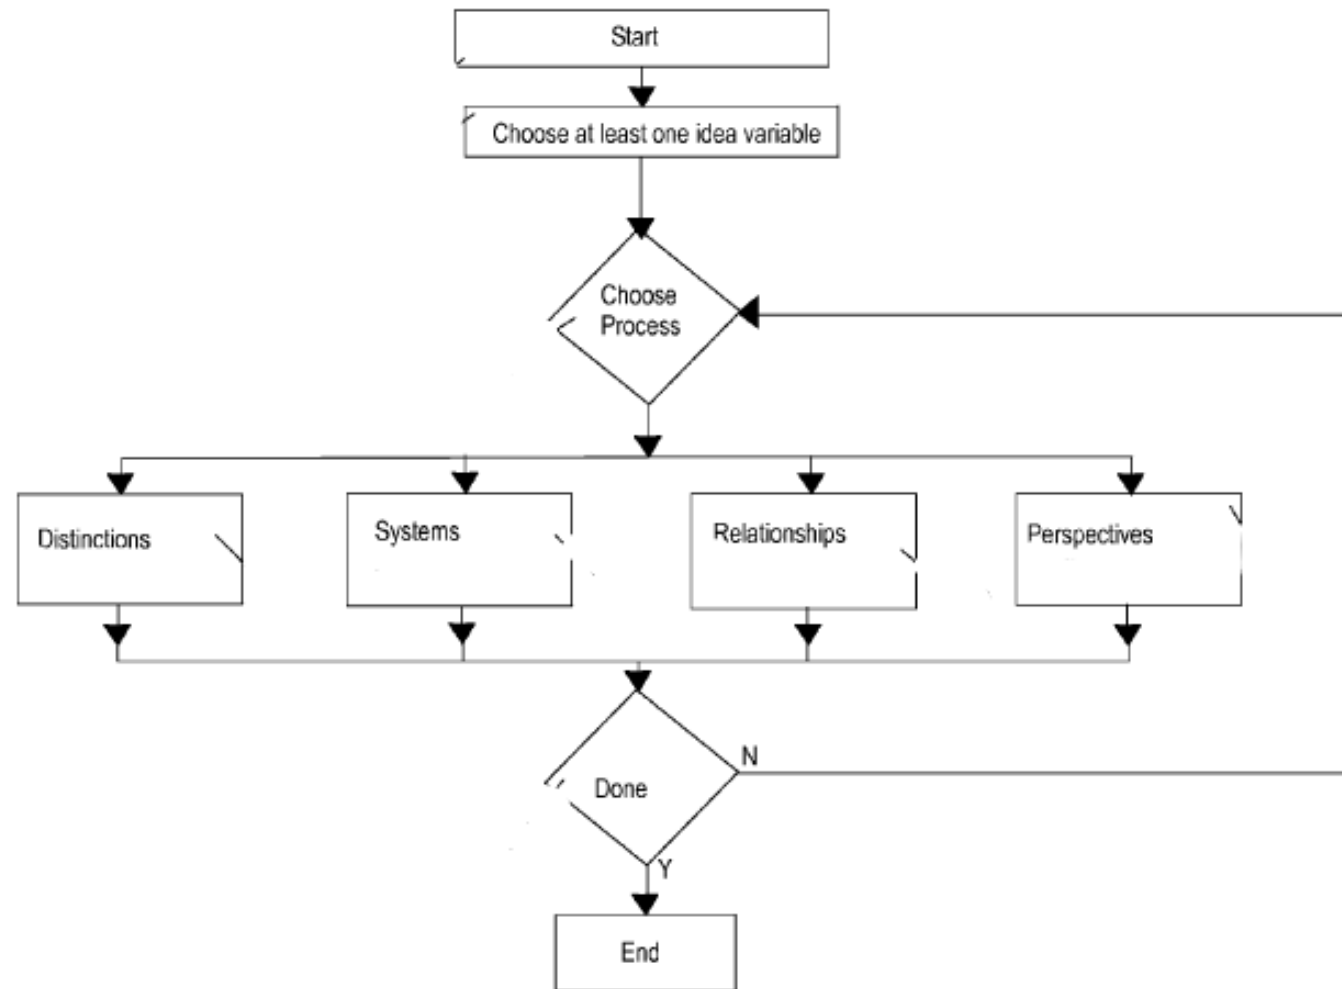 Start
Choose at least one idea variable
Choose
Process
Distinctions
Systems
Relationships
Perspectives
N
Done
Y
End